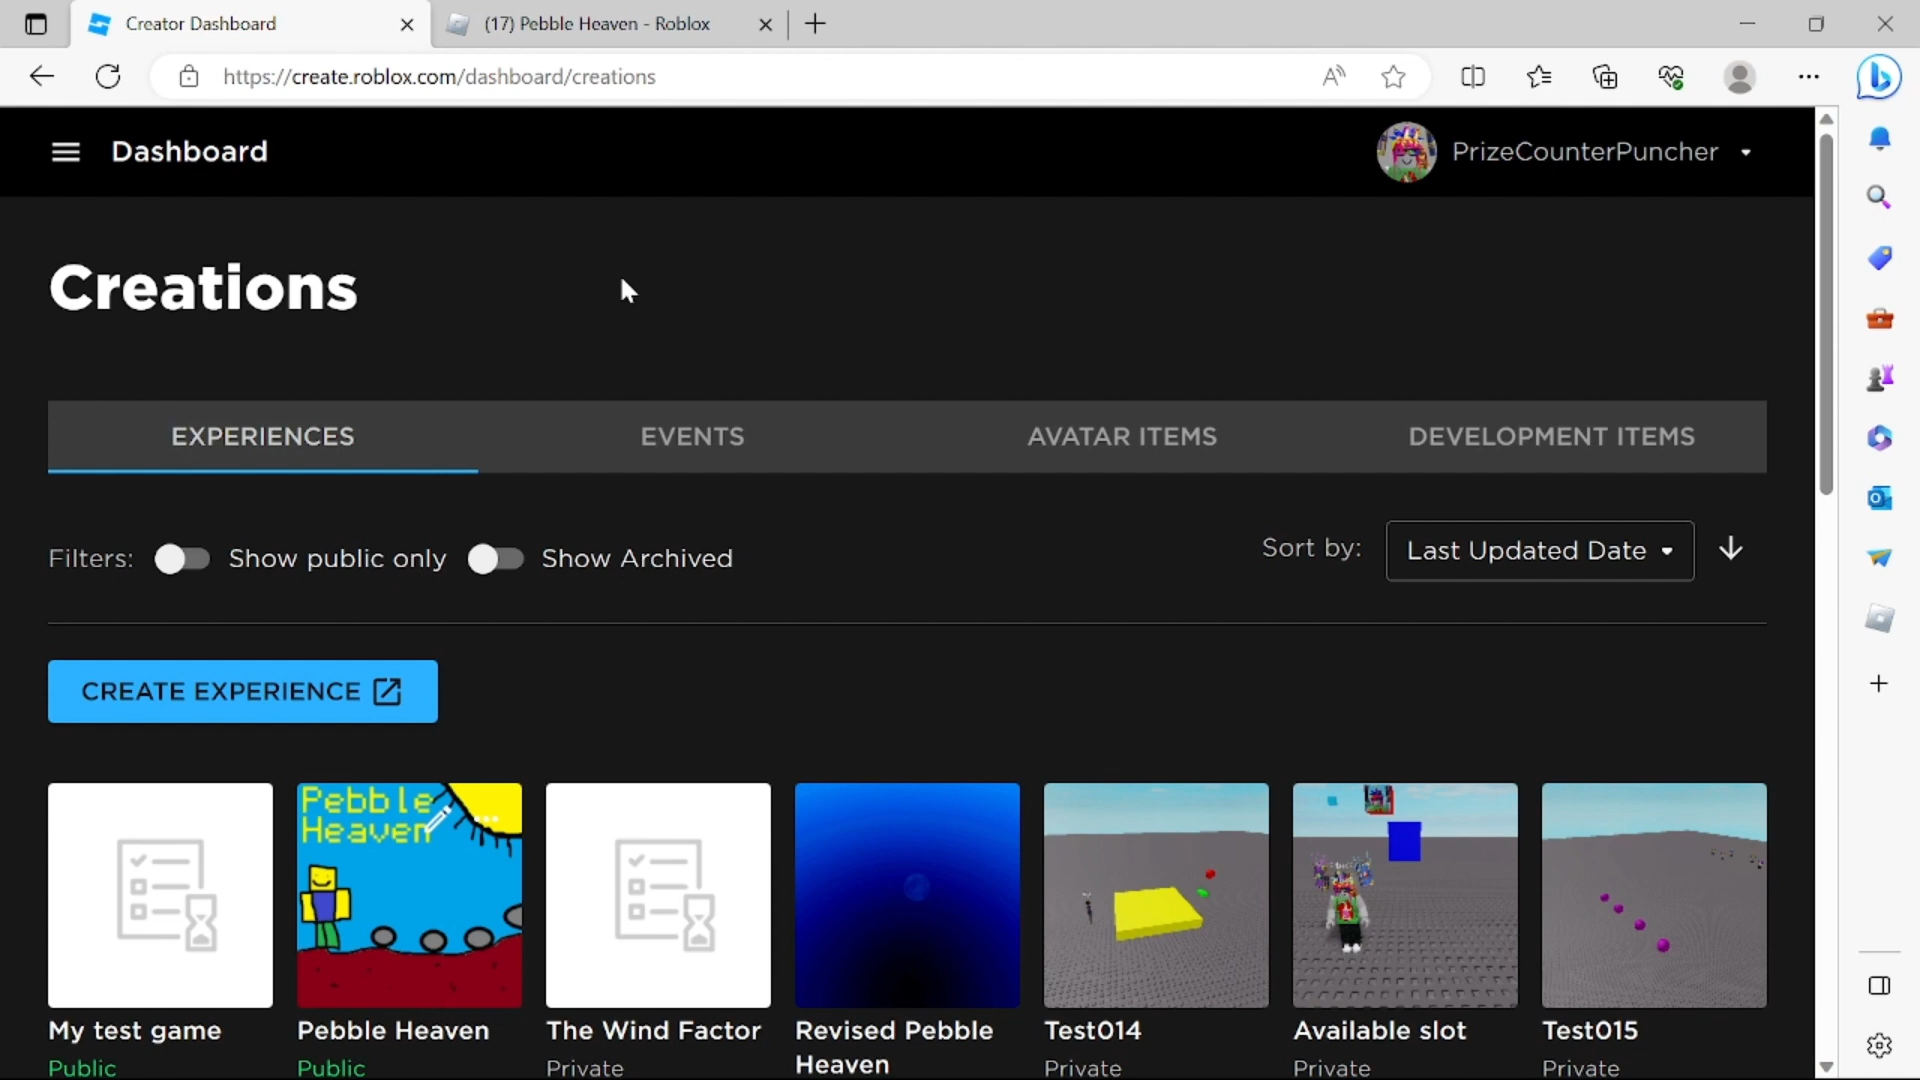 Creator Dashboard
(17) Pebble Heaven - Roblox
https://create.roblox.com/dashboard/creations
Dashboard
PrizeCounterPuncher
Creations
EXPERIENCES
EVENTS
AVATAR ITEMS
DEVELOPMENT ITEMS
Filters:
Show public only
Show Archived
Sort by:
Last Updated Date
CREATE EXPERIENCE
Pebble
Heaven
My test game
Public
Pebble Heaven
Public
The Wind Factor
Private
Revised Pebble
Heaven
Test014
Private
Available slot
Private
Test015
Private